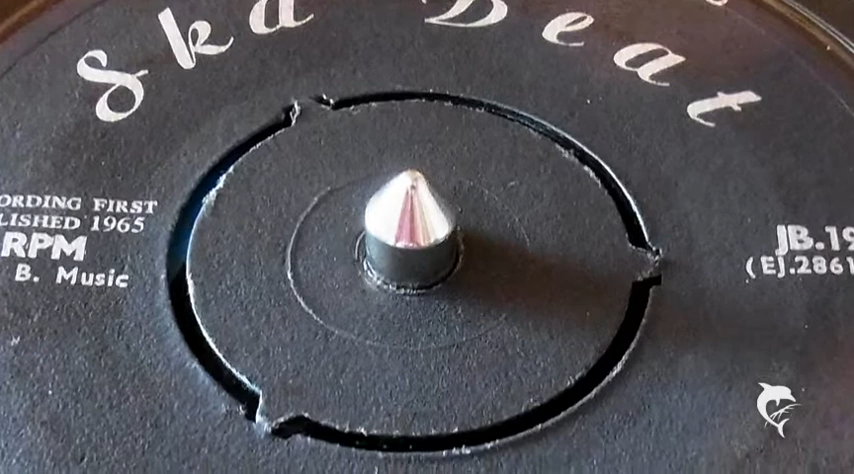 Ska Beat
ORDING FIRST
LISHED 1965
RPM
B. Music
JB.19
(EJ.2861